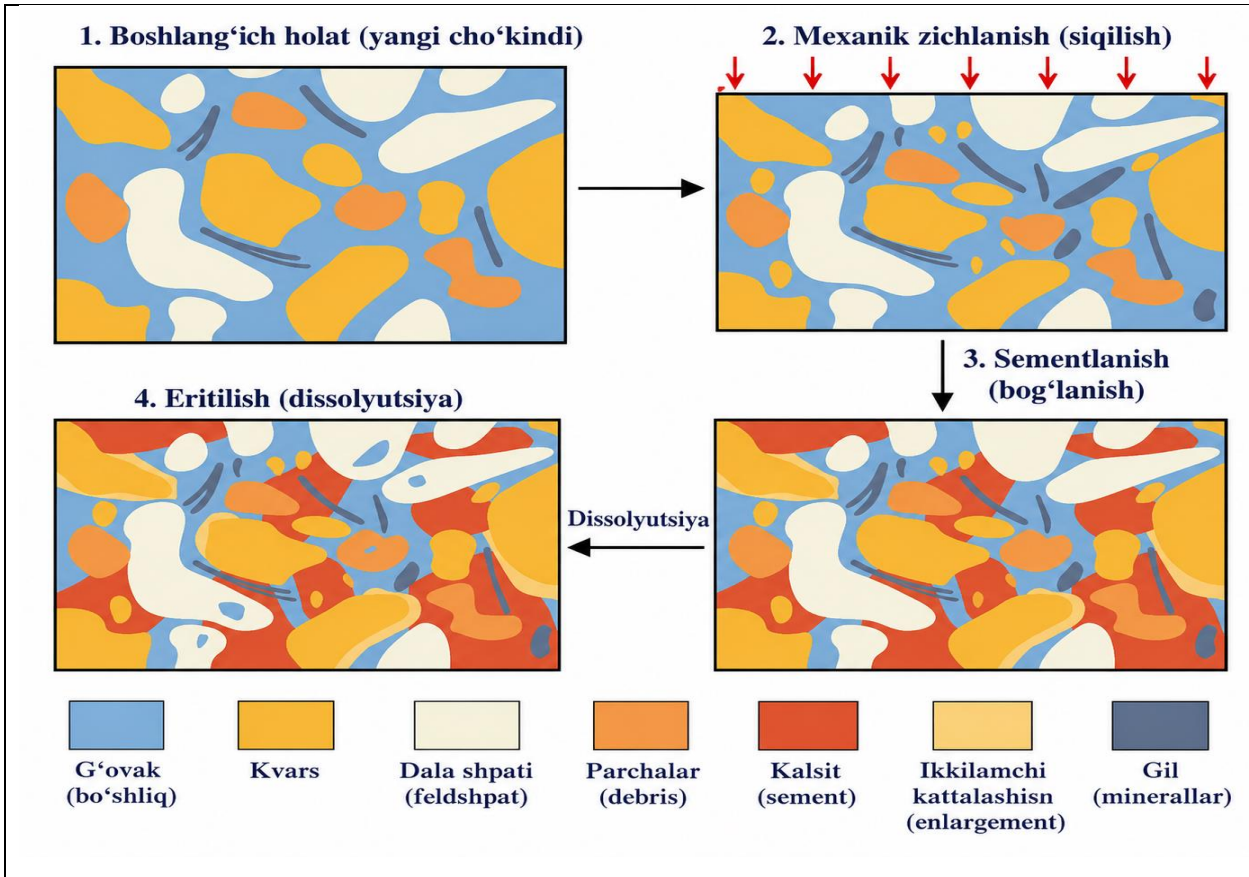 1. Boshlang‘ich holat (yangi cho‘kindi)
2. Mexanik zichlanish (siqilish)
3. Sementlanish
(bog‘lanish)
4. Eritilish (dissolyutsiya)
Dissolyutsiya
G‘ovak
(bo‘shliq)
Kvars
Dala shpati
(feldshpat)
Parchalar
(debris)
Kalsit
(sement)
Ikkilamchi
kattalashisn
(enlargement)
Gil
(minerallar)